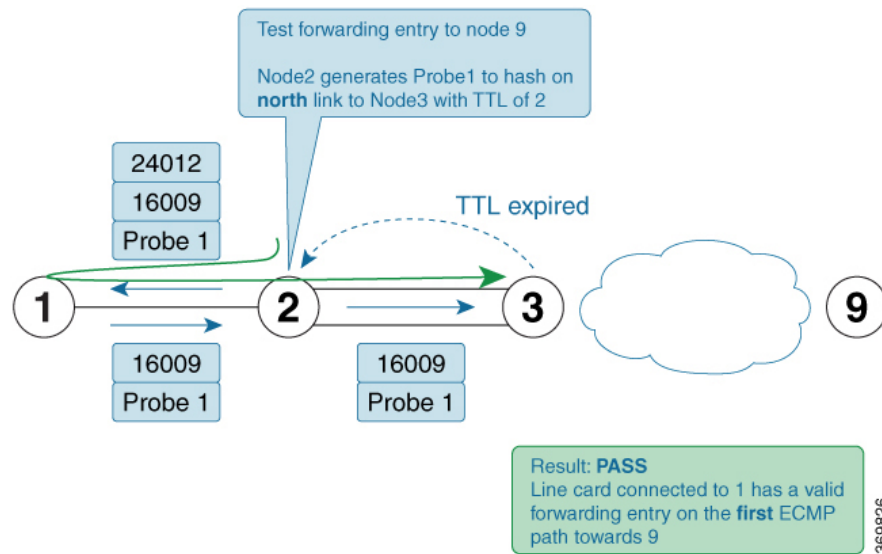 Test forwarding entry to node 9
Node2 generates Probe1 to hash on
north link to Node3 with TTL of 2
24012
16009
Probe 1
TTL expired
1
2
3
9
16009
Probe 1
16009
Probe 1
Result: PASS
Line card connected to 1 has a valid
forwarding entry on the first ECMP
path towards 9
369826